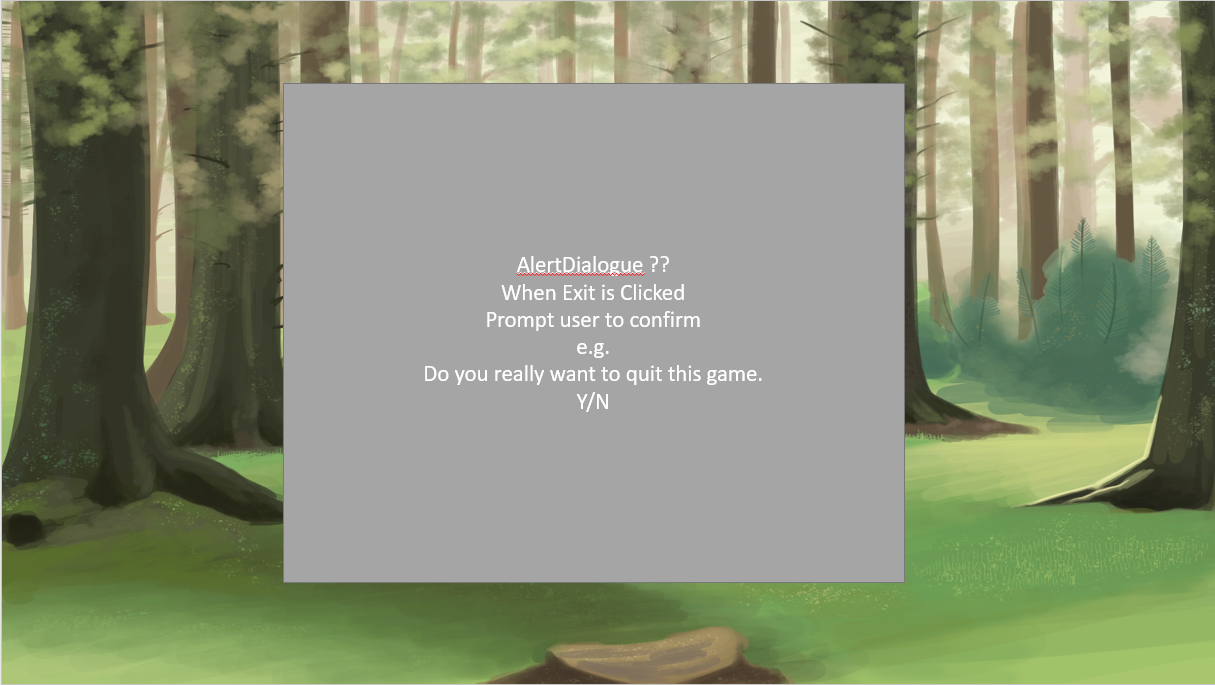 AlertDialogue ??
When Exit is Clicked
Prompt user to confirm
e.g.
Do you really want to quit this game.
Y/N